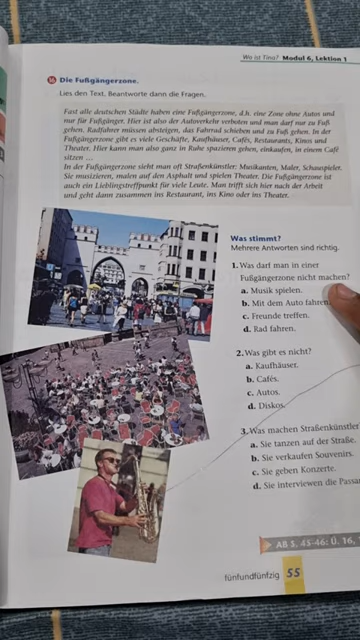 Wo ist Tina? Modul 6, Lektion 1
16 Die Fußgängerzone.
Lies den Text. Beantworte dann die Fragen.
Fast alle deutschen Städte haben eine Fußgängerzone, d.h. eine Zone ohne Autos und
nur für Fußgänger. Hier ist also der Autoverkehr verboten und man darf nur zu Fuß
gehen. Radfahrer müssen absteigen, das Fahrrad schieben und zu Fuß gehen. In der
Fußgängerzone gibt es viele Geschäfte, Kaufhäuser, Cafés, Restaurants, Kinos und
Theater. Hier kann man also ganz in Ruhe spazieren gehen, einkaufen, in einem Café
sitzen ...
In der Fußgängerzone sieht man oft Straßenkünstler: Musikanten, Maler, Schauspieler.
Sie musizieren, malen auf den Asphalt und spielen Theater. Die Fußgängerzone ist
auch ein Lieblingstreffpunkt für viele Leute. Man trifft sich hier nach der Arbeit
und geht dann zusammen ins Restaurant, ins Kino oder ins Theater.
Was stimmt?
Mehrere Antworten sind richtig.
1. Was darf man in einer
Fußgängerzone nicht machen?
a. Musik spielen.
b. Mit dem Auto fahren
c. Freunde treffen.
d. Rad fahren.
2. Was gibt es nicht?
a. Kaufhäuser.
b. Cafés.
c. Autos.
d. Diskos.
3. Was machen Straßenkünstler
a. Sie tanzen auf der Straße.
b. Sie verkaufen Souvenirs.
c. Sie geben Konzerte.
d. Sie interviewen die
AB S. 45-46: Ü. 16,
fünfundfünfzig 55